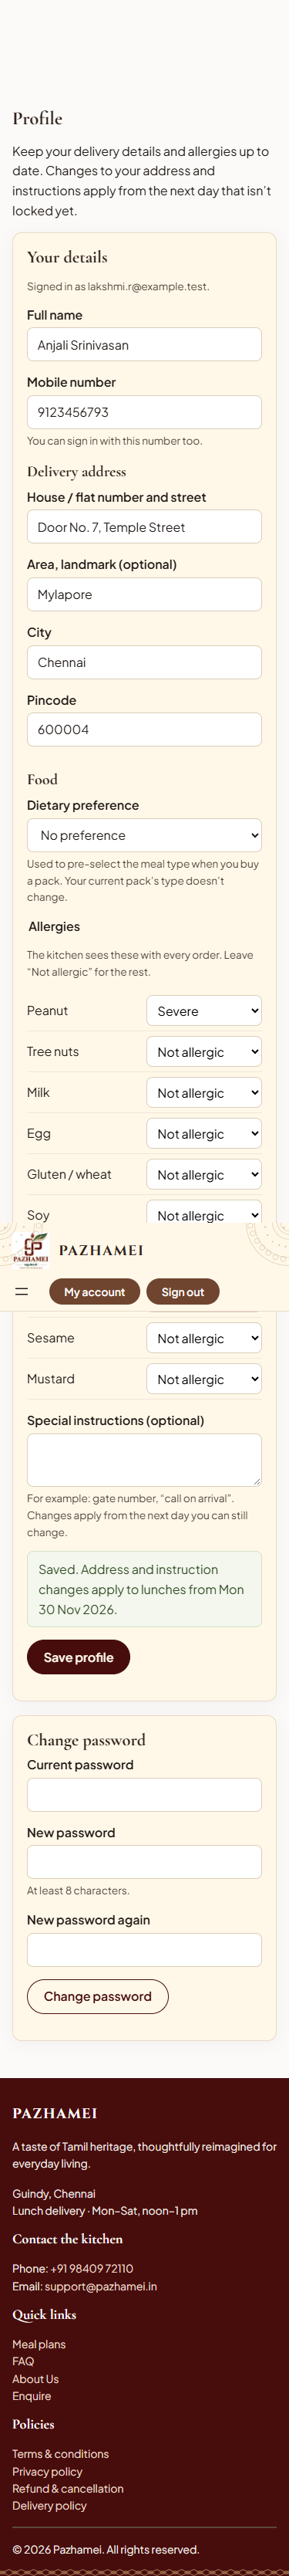 Profile
Keep your delivery details and allergies up to
date. Changes to your address and
instructions apply from the next day that isn't
locked yet.
Your details
Signed in as lakshmi.r@example.test.
Full name
Anjali Srinivasan
Mobile number
9123456793
You can sign in with this number too.
Delivery address
House / flat number and street
Door No. 7, Temple Street
Area, landmark (optional)
Mylapore
City
Chennai
Pincode
600004
Food
Dietary preference
No preference
Used to pre-select the meal type when you buy
a pack. Your current pack's type doesn't
change.
Allergies
The kitchen sees these with every order. Leave
“Not allergic” for the rest.
Peanut Severe
Tree nuts Not allergic
Milk Not allergic
Egg Not allergic
Gluten / wheat Not allergic
Soy Not allergic
PAZHAMEI
PAZHAMEI
My account Sign out
Sesame Not allergic
Mustard Not allergic
Special instructions (optional)
For example: gate number, “call on arrival”.
Changes apply from the next day you can still
change.
Saved. Address and instruction
changes apply to lunches from Mon
30 Nov 2026.
Save profile
Change password
Current password
New password
At least 8 characters.
New password again
Change password
PAZHAMEI
A taste of Tamil heritage, thoughtfully reimagined for
everyday living.
Guindy, Chennai
Lunch delivery · Mon–Sat, noon–1 pm
Contact the kitchen
Phone: +91 98409 72110
Email: support@pazhamei.in
Quick links
Meal plans
FAQ
About Us
Enquire
Policies
Terms & conditions
Privacy policy
Refund & cancellation
Delivery policy
© 2026 Pazhamei. All rights reserved.